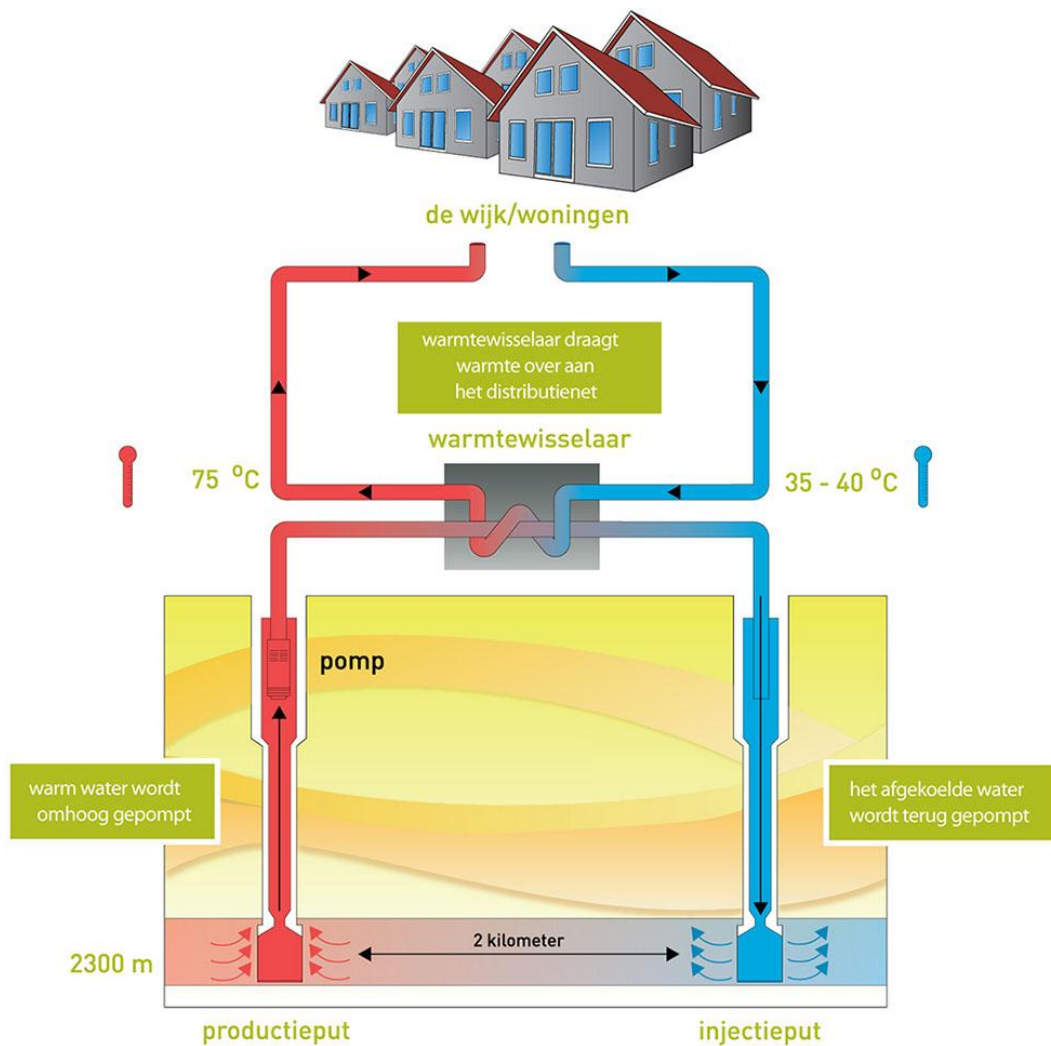 de wijk/woningen
warmtewisselaar draagt
warmte over aan
het distributienet
warmtewisselaar
75 °C
35 - 40 °C
pomp
warm water wordt
omhoog gepompt
het afgekoelde water
wordt terug gepompt
2 kilometer
2300 m
productieput
injectieput